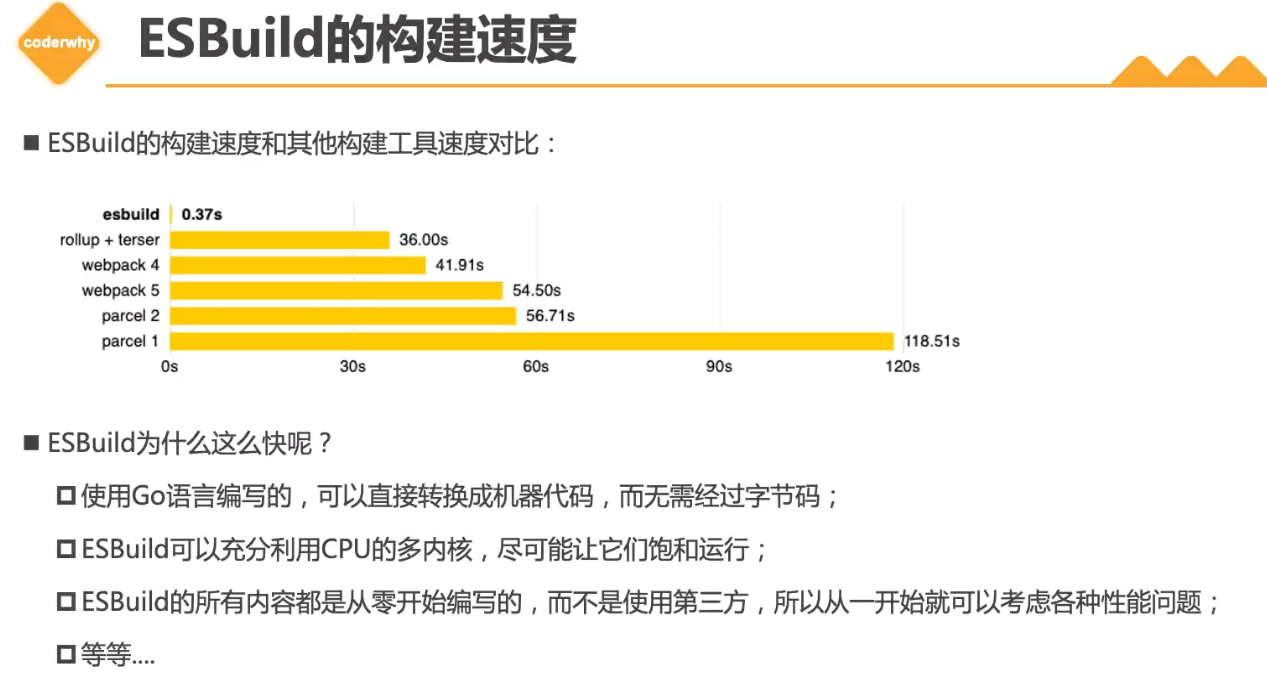 coderwhy
ESBuild的构建速度
■ ESBuild的构建速度和其他构建工具速度对比：
esbuild 0.37s
rollup + terser 36.00s
webpack 4 41.91s
webpack 5 54.50s
parcel 2 56.71s
parcel 1 118.51s
0s 30s 60s 90s 120s
■ ESBuild为什么这么快呢？
使用Go语言编写的，可以直接转换成机器代码，而无需经过字节码；
ESBuild可以充分利用CPU的多内核，尽可能让它们饱和运行；
ESBuild的所有内容都是从零开始编写的，而不是使用第三方，所以从一开始就可以考虑各种性能问题；
等等....